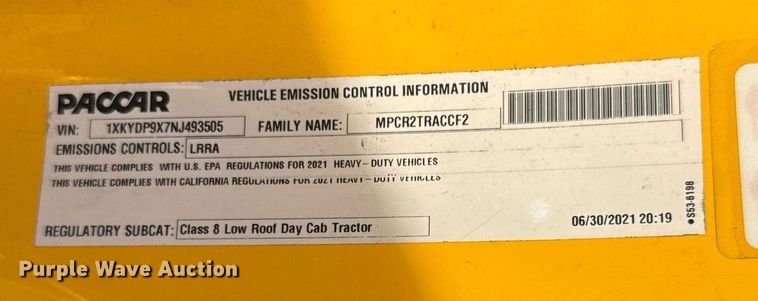 PACCAR
VEHICLE EMISSION CONTROL INFORMATION
VIN: 1XKYDP9X7NJ493505 FAMILY NAME: MPCR2TRACCF2
EMISSIONS CONTROLS: LRRA
THIS VEHICLE COMPLIES WITH U.S. EPA REGULATIONS FOR 2021 HEAVY-DUTY VEHICLES
THIS VEHICLE COMPLIES WITH CALIFORNIA REGULATIONS FOR 2021 HEAVY-DUTY VEHICLES
REGULATORY SUBCAT: Class 8 Low Roof Day Cab Tractor
06/30/2021 20:19
●S53-6198
Purple Wave Auction